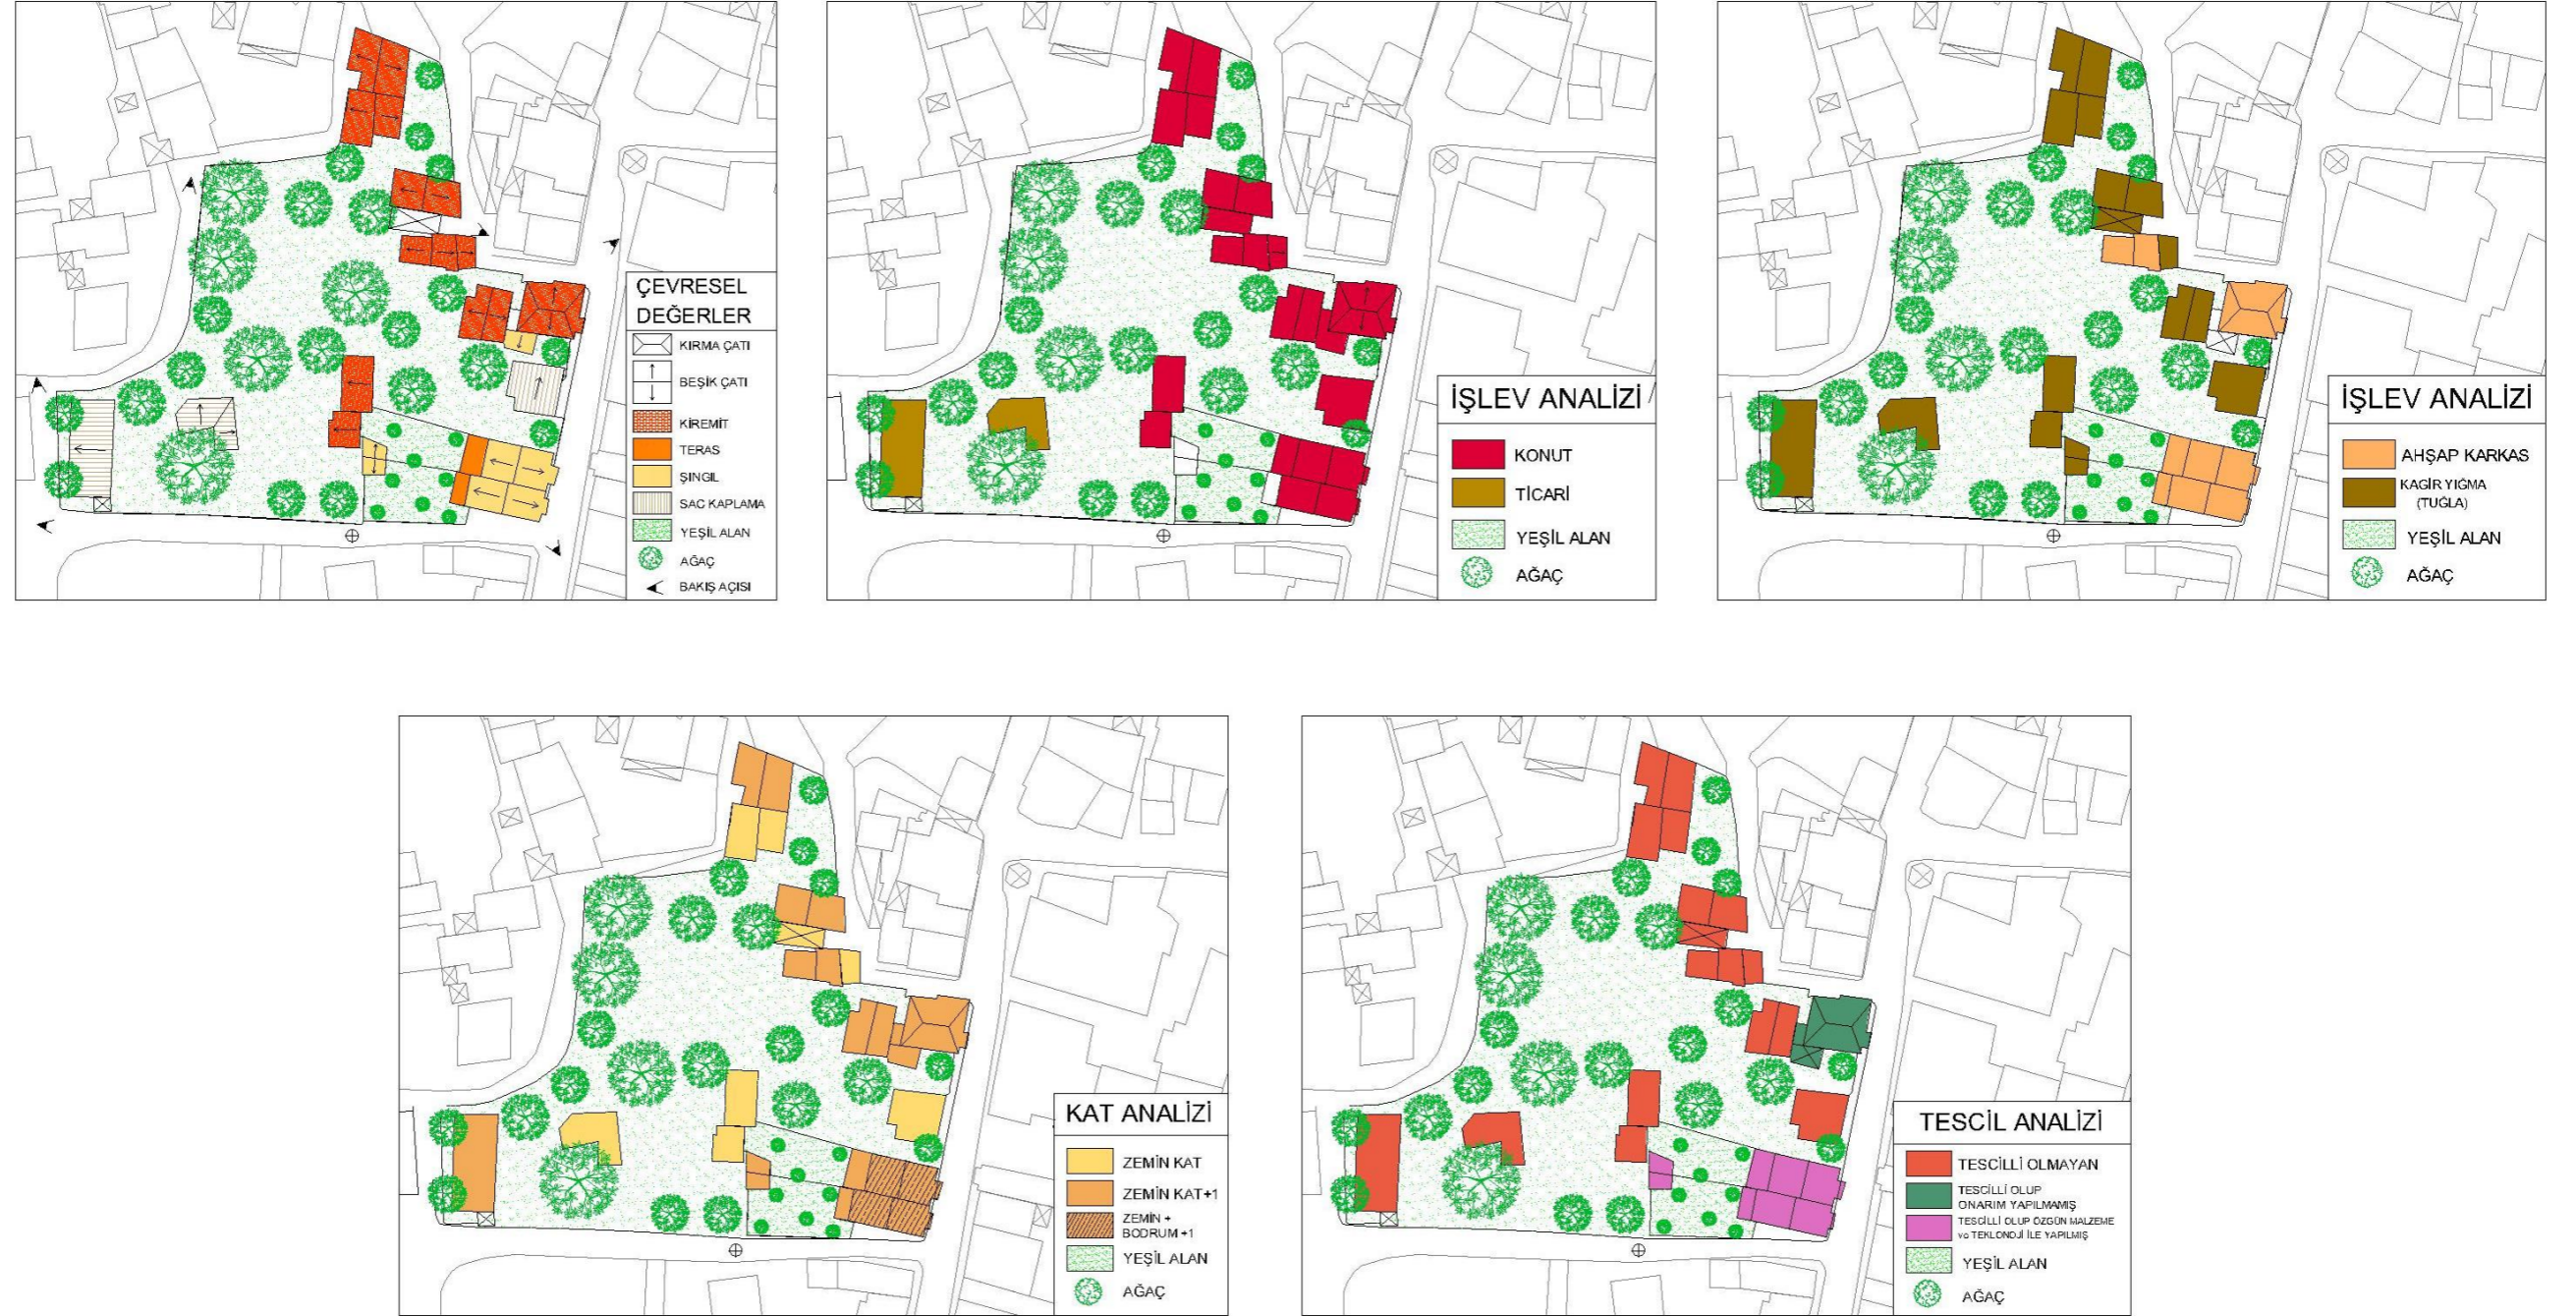 ÇEVRESEL
DEĞERLER
KIRMA ÇATI
BEŞİK ÇATI
KİREMİT
TERAS
ŞINGIL
SAC KAPLAMA
YEŞİL ALAN
AĞAÇ
BAKIŞ AÇISI
İŞLEV ANALİZİ
KONUT
TİCARİ
YEŞİL ALAN
AĞAÇ
İŞLEV ANALİZİ
AHŞAP KARKAS
KAGİR YIĞMA
(TUĞLA)
YEŞİL ALAN
AĞAÇ
KAT ANALİZİ
ZEMİN KAT
ZEMİN KAT+1
ZEMİN +
BODRUM +1
YEŞİL ALAN
AĞAÇ
TESCİL ANALİZİ
TESCİLLİ OLMAYAN
TESCİLLİ OLUP
ONARIM YAPILMAMIŞ
TESCİLLİ OLUP ÖZGÜN MALZEME
ve TEKLONOJİ İLE YAPILMIŞ
YEŞİL ALAN
AĞAÇ